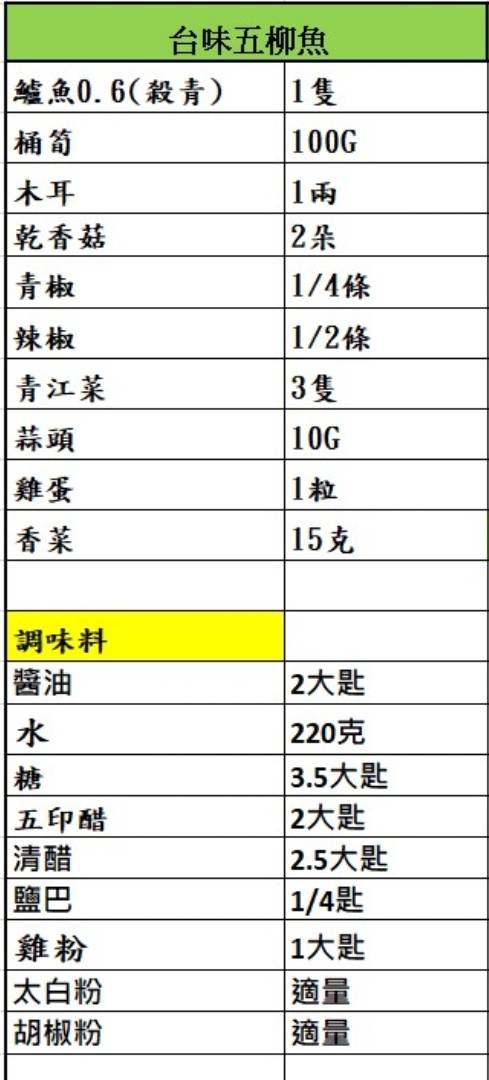 台味五柳魚
鱸魚0.6(殺青) 1隻
桶筍 100G
木耳 1兩
乾香菇 2朵
青椒 1/4條
辣椒 1/2條
青江菜 3隻
蒜頭 10G
雞蛋 1粒
香菜 15克
調味料
醬油 2大匙
水 220克
糖 3.5大匙
五印醋 2大匙
清醋 2.5大匙
鹽巴 1/4匙
雞粉 1大匙
太白粉 適量
胡椒粉 適量